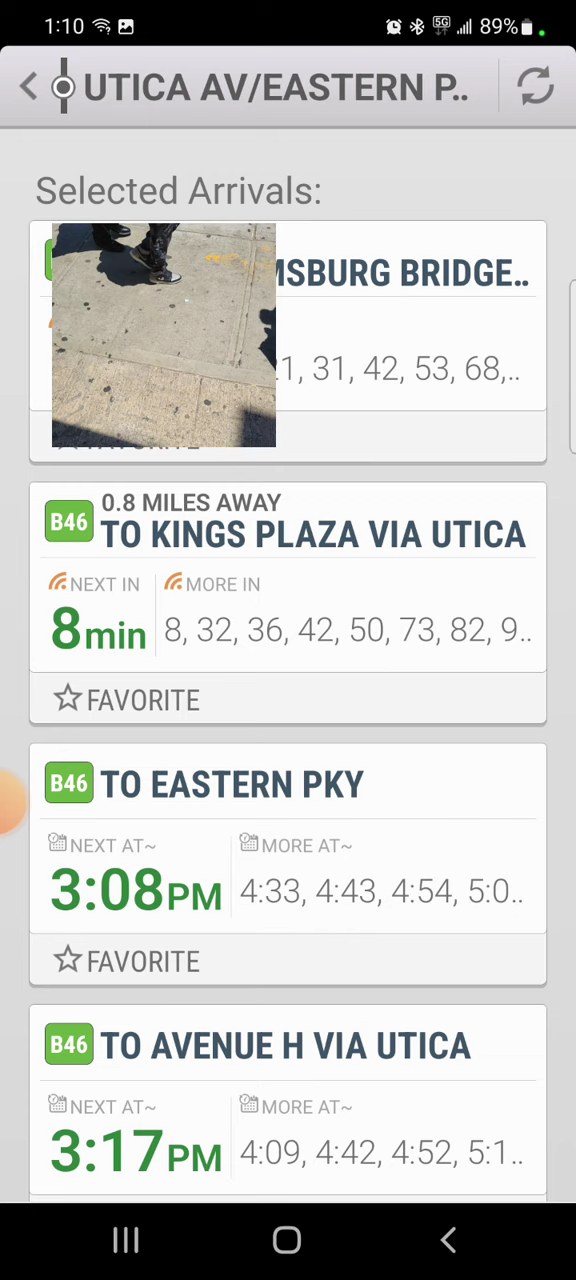 1:10 5G 89%
UTICA AV/EASTERN P..
Selected Arrivals:
BRIDGE..
31, 42, 53, 68,..
0.8 MILES AWAY
B46 TO KINGS PLAZA VIA UTICA
NEXT IN MORE IN
8min 8, 32, 36, 42, 50, 73, 82, 9..
FAVORITE
B46 TO EASTERN PKY
NEXT AT~ MORE AT~
3:08PM 4:33, 4:43, 4:54, 5:0..
FAVORITE
B46 TO AVENUE H VIA UTICA
NEXT AT~ MORE AT~
3:17PM 4:09, 4:42, 4:52, 5:1..